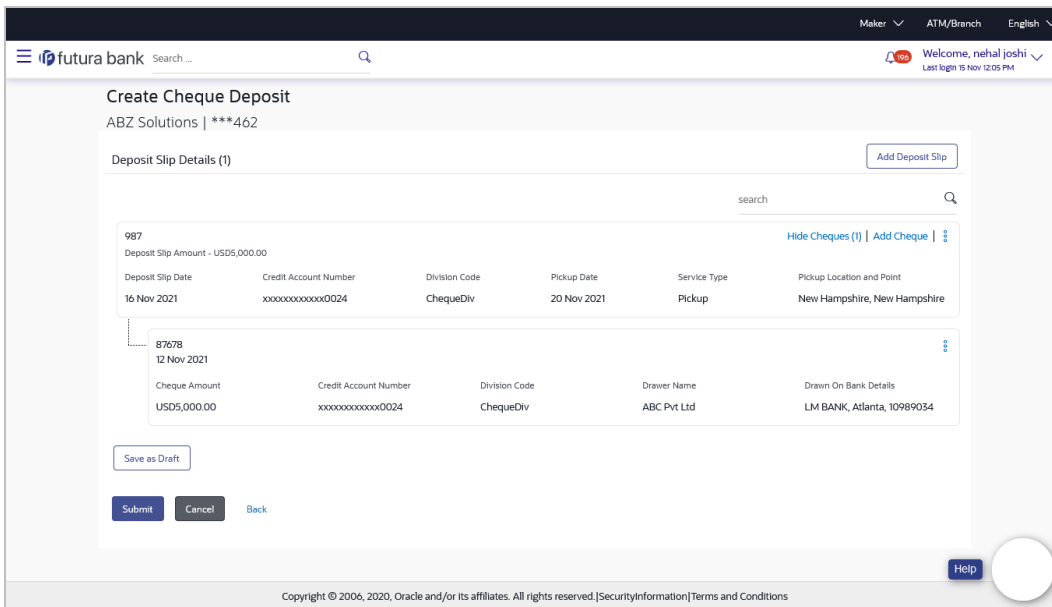 Maker ATM/Branch English
futura bank Search ... 196 Welcome, nehal joshi
Last login 15 Nov 12:05 PM
Create Cheque Deposit
ABZ Solutions | ***462
Deposit Slip Details (1) Add Deposit Slip
search
987 Hide Cheques (1) | Add Cheque |
Deposit Slip Amount - USD5,000.00
Deposit Slip Date Credit Account Number Division Code Pickup Date Service Type Pickup Location and Point
16 Nov 2021 xxxxxxxxxxxx0024 ChequeDiv 20 Nov 2021 Pickup New Hampshire, New Hampshire
87678
12 Nov 2021
Cheque Amount Credit Account Number Division Code Drawer Name Drawn On Bank Details
USD5,000.00 xxxxxxxxxxxx0024 ChequeDiv ABC Pvt Ltd LM BANK, Atlanta, 10989034
Save as Draft
Submit Cancel Back
Help
Copyright © 2006, 2020, Oracle and/or its affiliates. All rights reserved.|SecurityInformation|Terms and Conditions